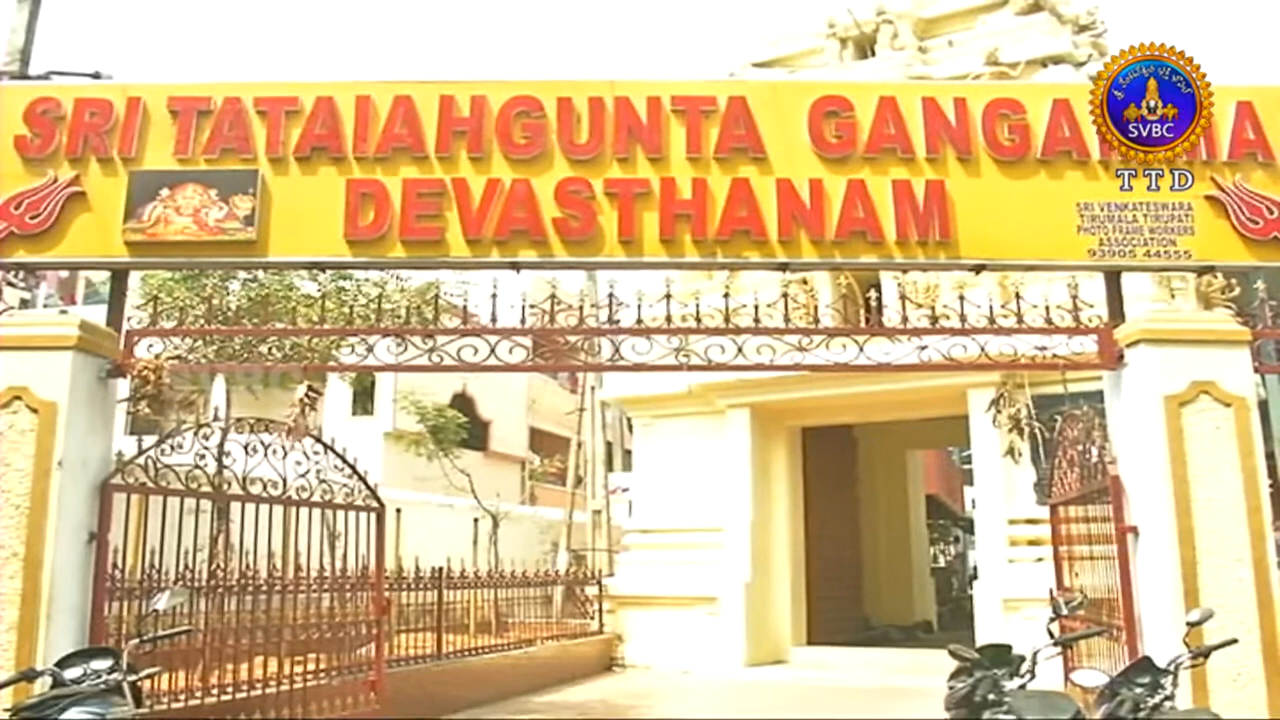 SRI TATAIAHGUNTA GANGAMMA
DEVASTHANAM
SVBC
TTD
SRI VENKATESWARA
TIRUMALA TIRUPATI
PHOTO FRAME WORKERS
ASSOCIATION
93905 44555